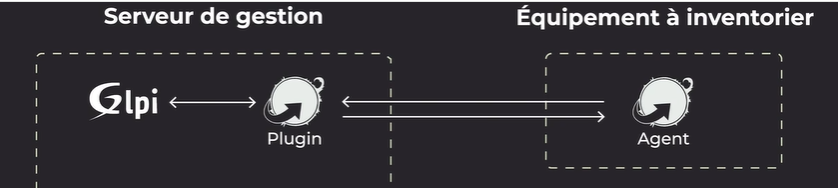 Serveur de gestion
Équipement à inventorier
Glpi
Plugin
Agent